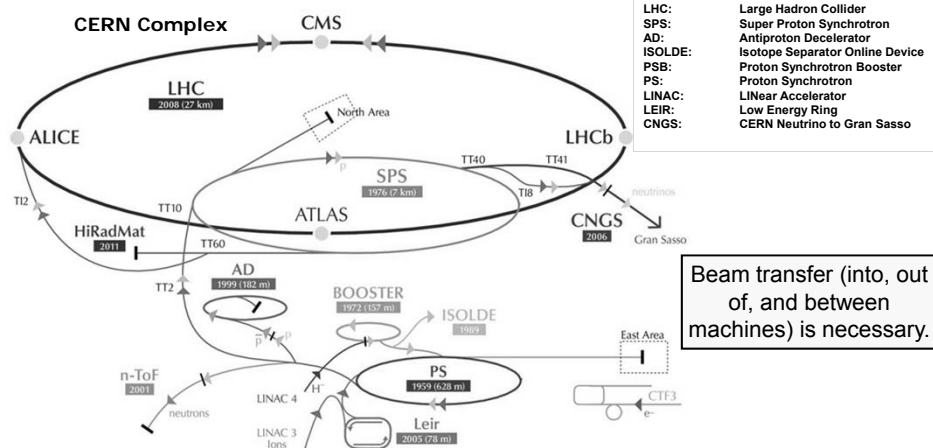 CERN Complex
CMS
LHC
2008 (27 km)
North Area
ALICE
LHCb
TT40
TT41
p
SPS
1976 (7 km)
TI2
TI8
neutrinos
TT10
ATLAS
CNGS
2006
Gran Sasso
HiRadMat
2011
TT60
AD
1999 (182 m)
TT2
BOOSTER
1972 (157 m)
ISOLDE
1989
p̅
p
East Area
n-ToF
2001
PS
1959 (628 m)
LINAC 4
H⁻
neutrons
CTF3
e⁻
LINAC 3
Ions
Leir
2005 (78 m)
LHC: Large Hadron Collider
SPS: Super Proton Synchrotron
AD: Antiproton Decelerator
ISOLDE: Isotope Separator Online Device
PSB: Proton Synchrotron Booster
PS: Proton Synchrotron
LINAC: LINear Accelerator
LEIR: Low Energy Ring
CNGS: CERN Neutrino to Gran Sasso
Beam transfer (into, out
of, and between
machines) is necessary.